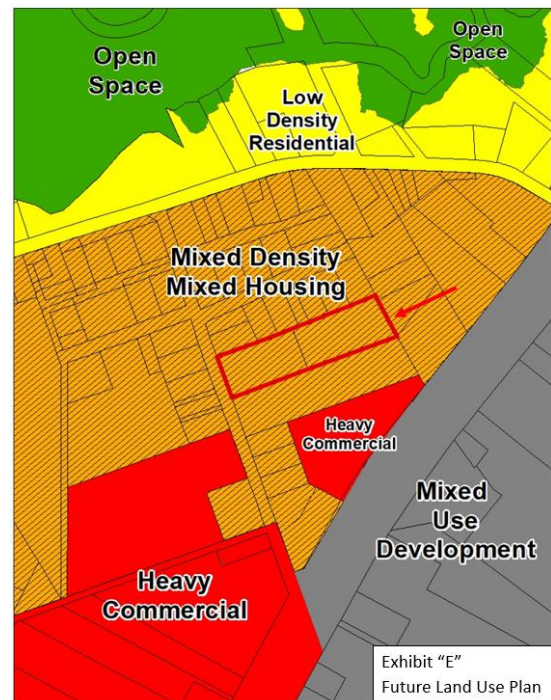 Open
Space
Open
Space
Low
Density
Residential
Mixed Density
Mixed Housing
Heavy
Commercial
Mixed
Use
Development
Heavy
Commercial
Exhibit “E”
Future Land Use Plan